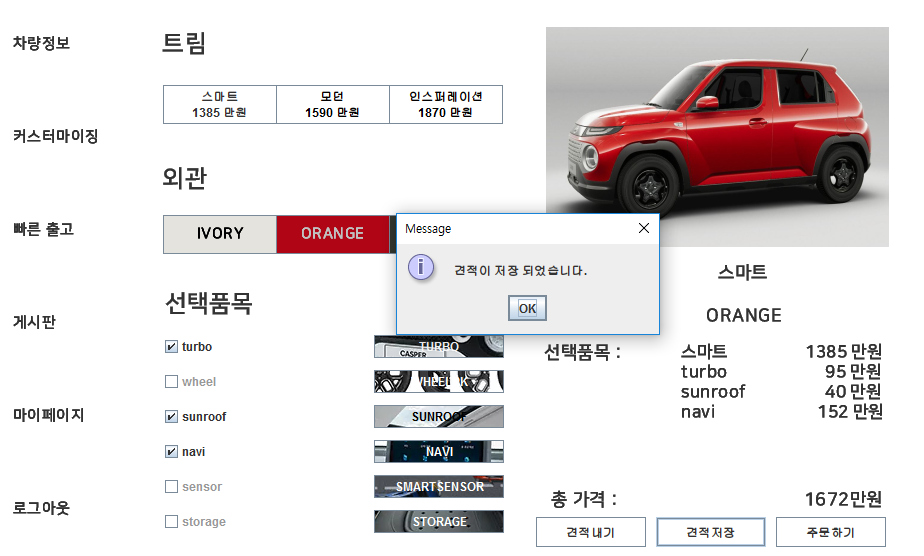 차량정보
커스터마이징
빠른 출고
게시판
마이페이지
로그아웃
트림
스마트
1385 만원
모던
1590 만원
인스퍼레이션
1870 만원
외관
IVORY
ORANGE
선택품목
turbo
TURBO
CASPER
wheel
sunroof
SUNROOF
navi
NAVI
sensor
SMARTSENSOR
storage
STORAGE
Message
견적이 저장 되었습니다.
OK
스마트
ORANGE
선택품목 :
스마트 1385 만원
turbo 95 만원
sunroof 40 만원
navi 152 만원
총 가격 : 1672만원
견적내기
견적저장
주문하기